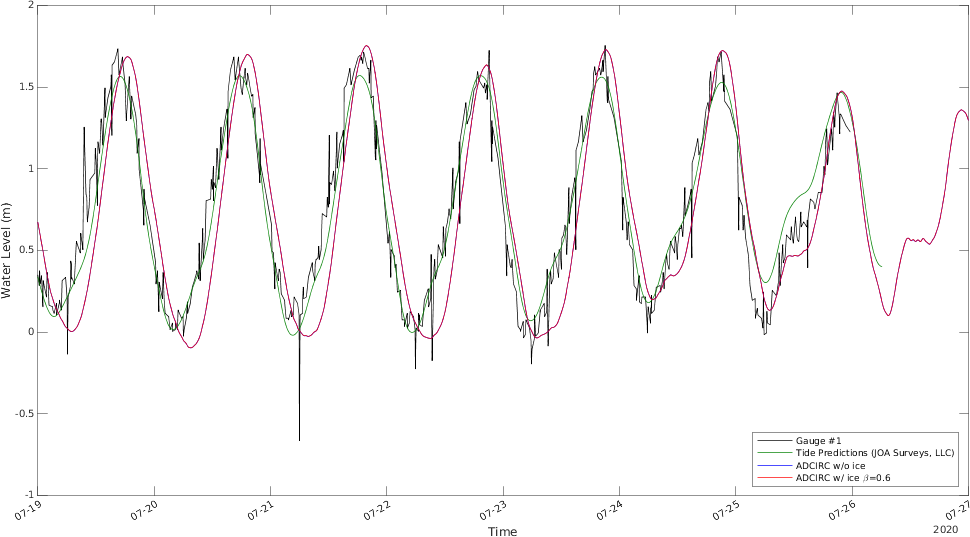 2
1.5
1
0.5
0
-0.5
-1
Water Level (m)
07-19
07-20
07-21
07-22
07-23
07-24
07-25
07-26
07-27
Time
2020
Gauge #1
Tide Predictions (JOA Surveys, LLC)
ADCIRC w/o ice
ADCIRC w/ ice β=0.6